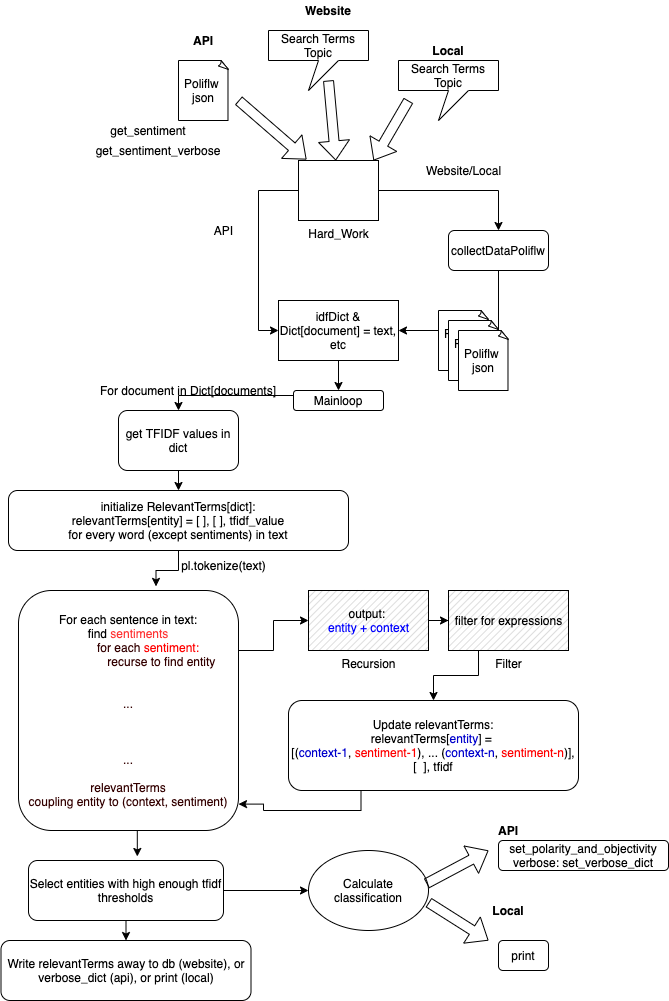 Website
API
Search Terms
Topic
Local
Search Terms
Topic
Poliflw
json
get_sentiment
get_sentiment_verbose
Website/Local
API
Hard_Work
collectDataPoliflw
idfDict &
Dict[document] = text,
etc
Poliflw
json
For document in Dict[documents]
Mainloop
get TFIDF values in
dict
initialize RelevantTerms[dict]:
relevantTerms[entity] = [ ], [ ], tfidf_value
for every word (except sentiments) in text
pl.tokenize(text)
For each sentence in text:
find sentiments
for each sentiment:
recurse to find entity
...
...
relevantTerms
coupling entity to (context, sentiment)
output:
entity + context
filter for expressions
Recursion
Filter
Update relevantTerms:
relevantTerms[entity] =
[(context-1, sentiment-1), ... (context-n, sentiment-n)],
[ ], tfidf
API
set_polarity_and_objectivity
verbose: set_verbose_dict
Select entities with high enough tfidf
thresholds
Calculate
classification
Local
print
Write relevantTerms away to db (website), or
verbose_dict (api), or print (local)